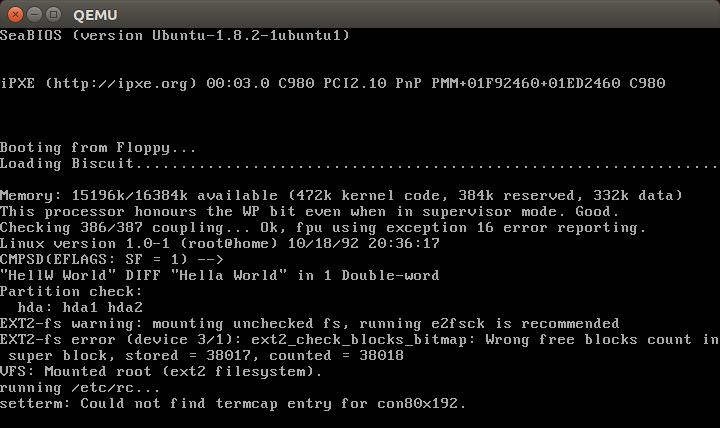 QEMU
SeaBIOS (version Ubuntu-1.8.2-1ubuntu1)
iPXE (http://ipxe.org) 00:03.0 C980 PCI2.10 PnP PMM+01F92460+01ED2460 C980
Booting from Floppy...
Loading Biscuit.........................................................................
Memory: 15196k/16384k available (472k kernel code, 384k reserved, 332k data)
This processor honours the WP bit even when in supervisor mode. Good.
Checking 386/387 coupling... Ok, fpu using exception 16 error reporting.
Linux version 1.0-1 (root@home) 10/18/92 20:36:17
CMPSD(EFLAGS: SF = 1) -->
"HellW World" DIFF "Hella World" in 1 Double-word
Partition check:
  hda: hda1 hda2
EXT2-fs warning: mounting unchecked fs, running e2fsck is recommended
EXT2-fs error (device 3/1): ext2_check_blocks_bitmap: Wrong free blocks count in
 super block, stored = 38017, counted = 38018
VFS: Mounted root (ext2 filesystem).
running /etc/rc...
setterm: Could not find termcap entry for con80x192.